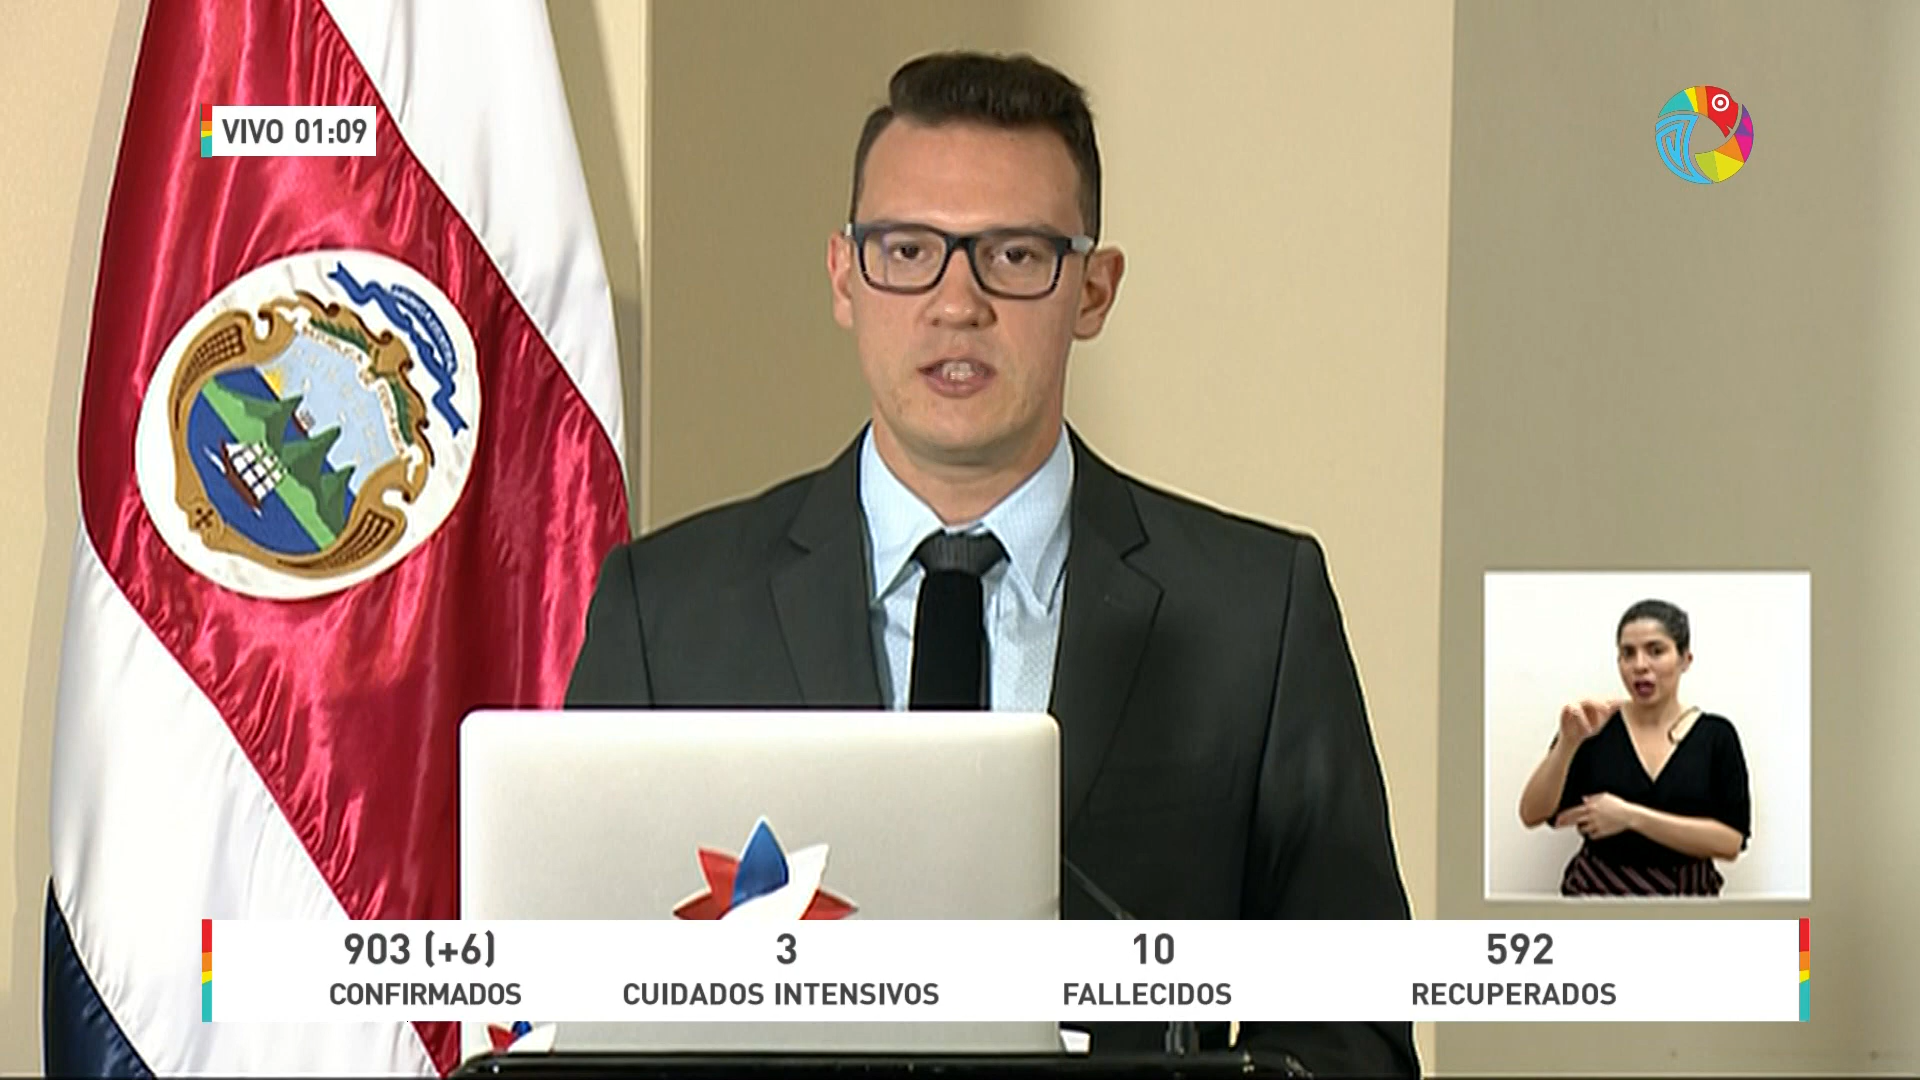 VIVO 01:09
903 (+6)
CONFIRMADOS
3
CUIDADOS INTENSIVOS
10
FALLECIDOS
592
RECUPERADOS